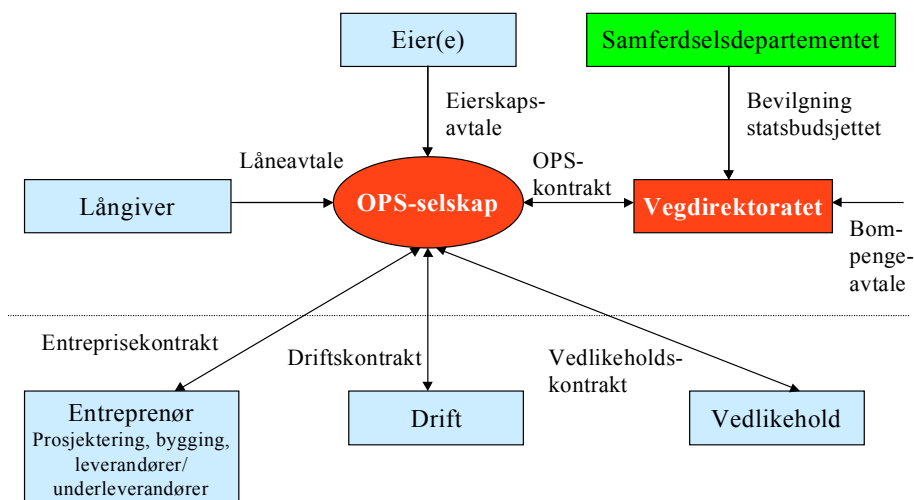 Eier(e)
Samferdselsdepartementet
Eierskaps-
avtale
Bevilgning
statsbudsjettet
Låneavtale
OPS-
kontrakt
Långiver
OPS-selskap
Vegdirektoratet
Bom-
penge-
avtale
Entreprisekontrakt
Driftskontrakt
Vedlikeholds-
kontrakt
Entreprenør
Prosjektering, bygging,
leverandører/
underleverandører
Drift
Vedlikehold